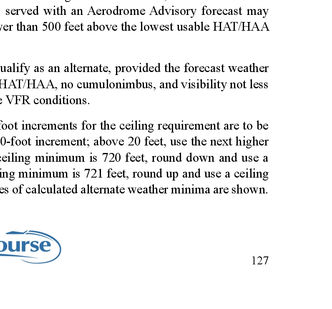 served with an Aerodrome Advisory forecast may
er than 500 feet above the lowest usable HAT/HAA
ualify as an alternate, provided the forecast weather
HAT/HAA, no cumulonimbus, and visibility not less
e VFR conditions.
foot increments for the ceiling requirement are to be
0-foot increment; above 20 feet, use the next higher
ceiling minimum is 720 feet, round down and use a
ing minimum is 721 feet, round up and use a ceiling
es of calculated alternate weather minima are shown.
ourse
127